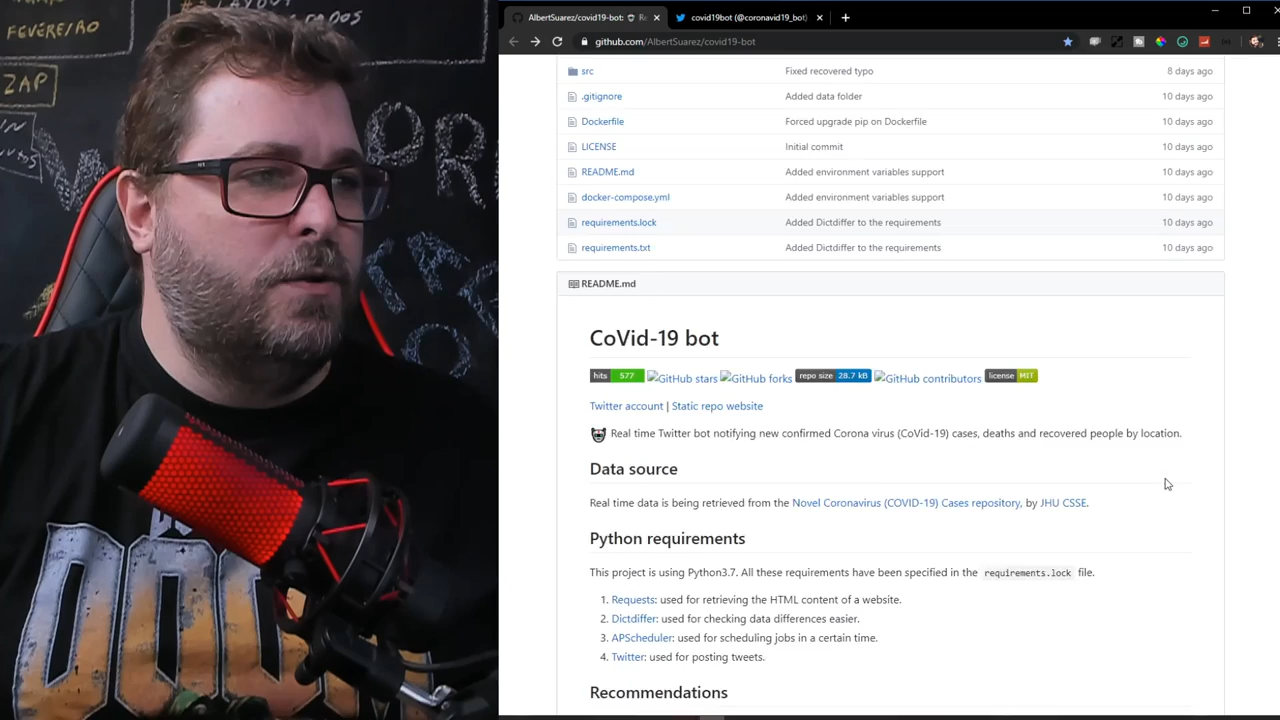 FEVEREIRO
ZAP
AlbertSuarez/covid19-bot:
covid19bot (@coronavid19_bot)
github.com/AlbertSuarez/covid19-bot
src Fixed recovered typo 8 days ago
.gitignore Added data folder 10 days ago
Dockerfile Forced upgrade pip on Dockerfile 10 days ago
LICENSE Initial commit 10 days ago
README.md Added environment variables support 10 days ago
docker-compose.yml Added environment variables support 10 days ago
requirements.lock Added Dictdiffer to the requirements 10 days ago
requirements.txt Added Dictdiffer to the requirements 10 days ago
README.md
CoVid-19 bot
hits 577 GitHub stars GitHub forks repo size 28.7 kB GitHub contributors license MIT
Twitter account | Static repo website
Real time Twitter bot notifying new confirmed Corona virus (CoVid-19) cases, deaths and recovered people by location.
Data source
Real time data is being retrieved from the Novel Coronavirus (COVID-19) Cases repository, by JHU CSSE.
Python requirements
This project is using Python3.7. All these requirements have been specified in the requirements.lock file.
1. Requests: used for retrieving the HTML content of a website.
2. Dictdiffer: used for checking data differences easier.
3. APScheduler: used for scheduling jobs in a certain time.
4. Twitter: used for posting tweets.
Recommendations